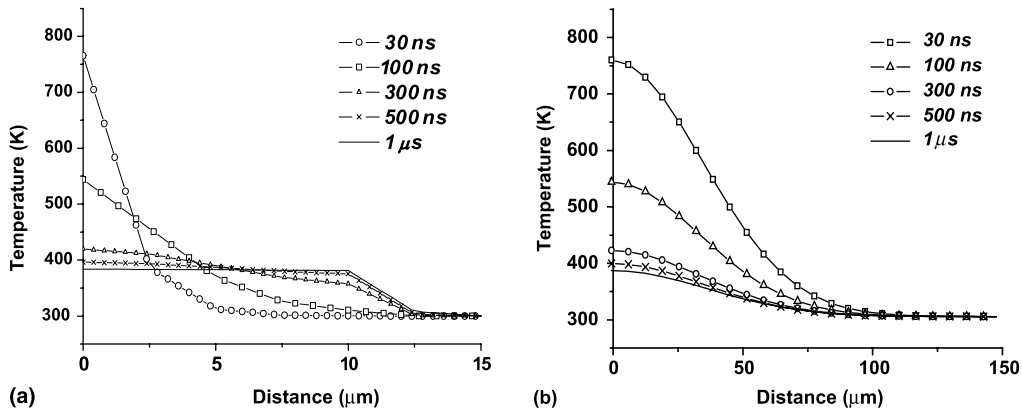 800
700
600
500
400
300
Temperature (K)
30 ns
100 ns
300 ns
500 ns
1 μs
0
5
10
15
Distance (μm)
(a)
800
700
600
500
400
300
Temperature (K)
30 ns
100 ns
300 ns
500 ns
1 μs
0
50
100
150
Distance (μm)
(b)